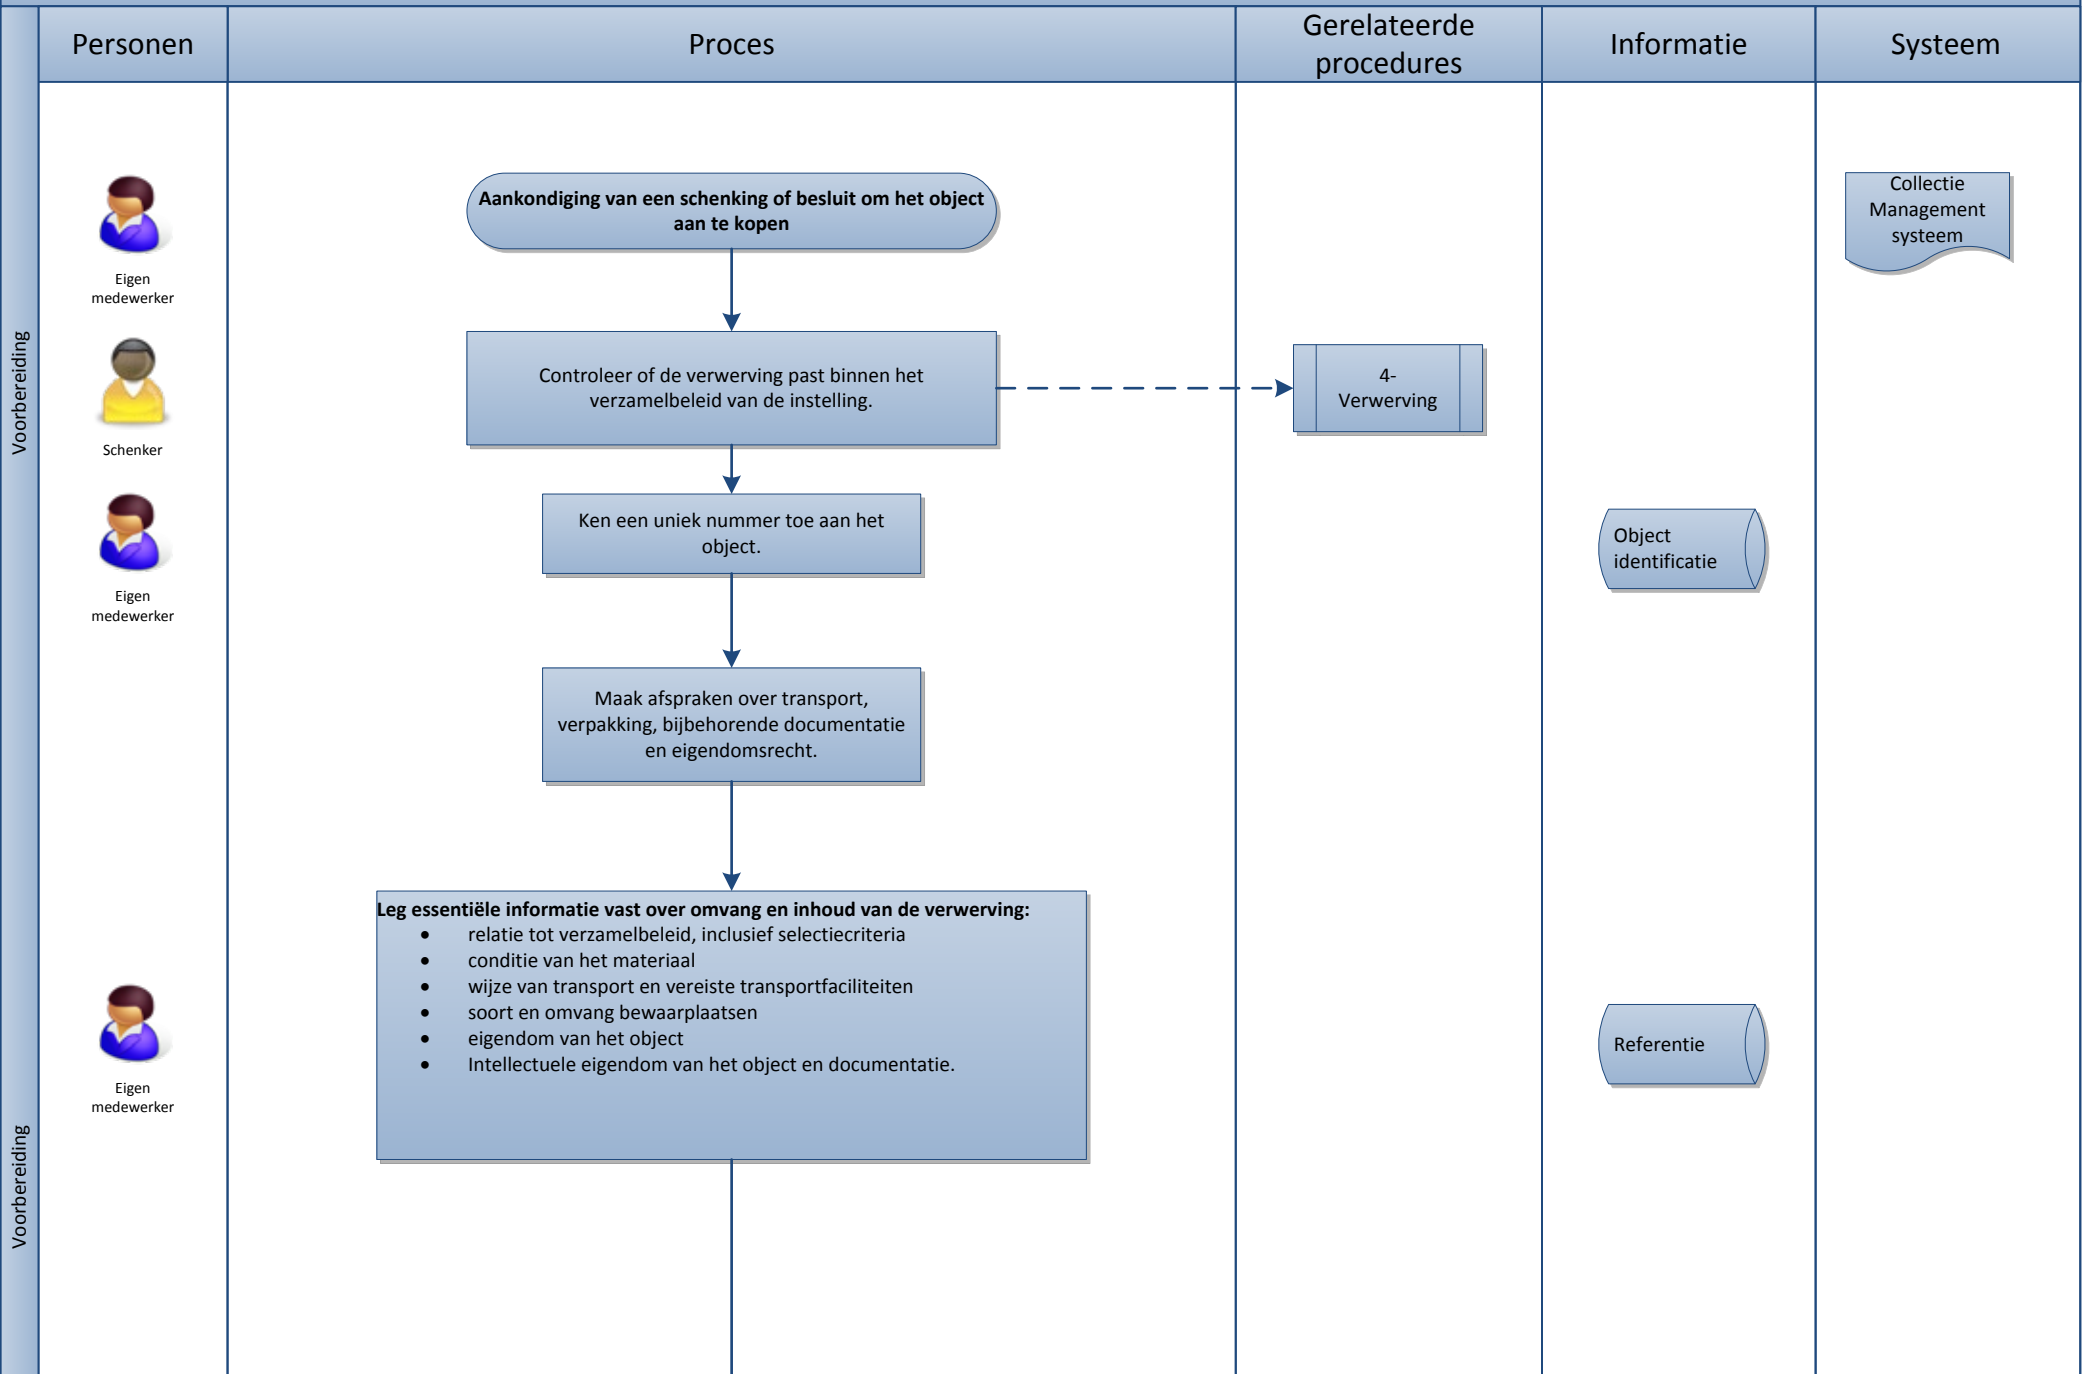 Personen
Proces
Gerelateerde
procedures
Informatie
Systeem
Voorbereiding
Eigen
medewerker
Aankondiging van een schenking of besluit om het object
aan te kopen
Collectie
Management
systeem
Schenker
Controleer of de verwerving past binnen het
verzamelbeleid van de instelling.
4-
Verwerving
Eigen
medewerker
Ken een uniek nummer toe aan het
object.
Object
identificatie
Maak afspraken over transport,
verpakking, bijbehorende documentatie
en eigendomsrecht.
Voorbereiding
Eigen
medewerker
Leg essentiële informatie vast over omvang en inhoud van de verwerving:
• relatie tot verzamelbeleid, inclusief selectiecriteria
• conditie van het materiaal
• wijze van transport en vereiste transportfaciliteiten
• soort en omvang bewaarplaatsen
• eigendom van het object
• Intellectuele eigendom van het object en documentatie.
Referentie